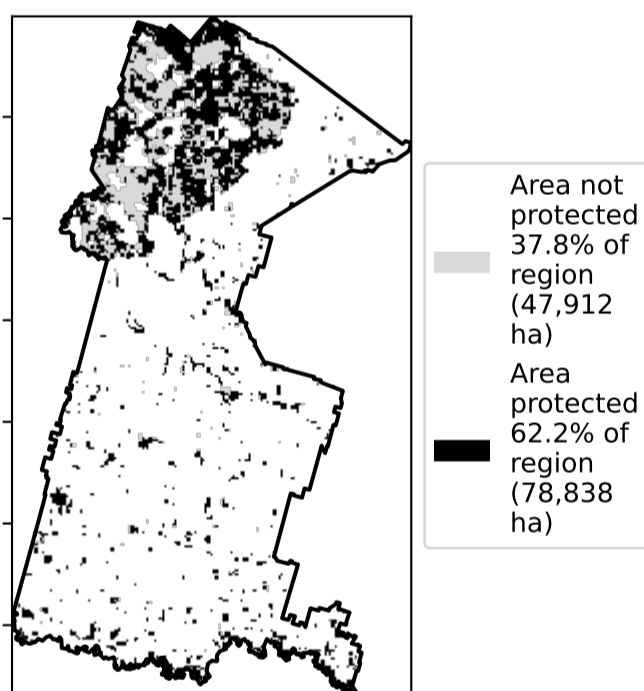 Area not
protected
37.8% of
region
(47,912
ha)
Area
protected
62.2% of
region
(78,838
ha)